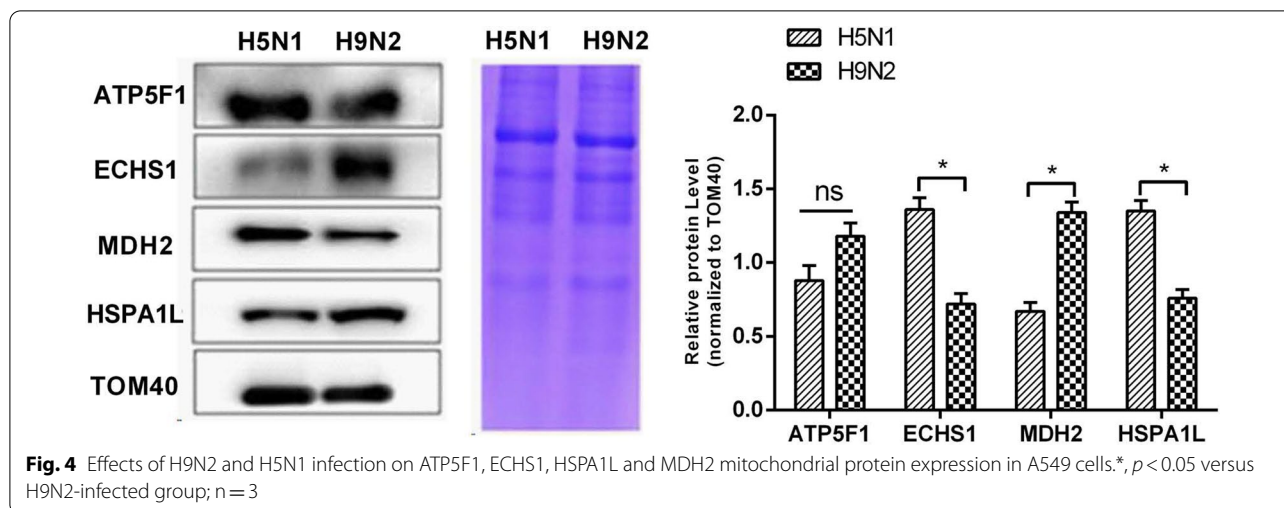 H5N1 H9N2
ATP5F1
ECHS1
MDH2
HSPA1L
TOM40
H5N1 H9N2
H5N1
H9N2
Relative protein Level
(normalized to TOM40)
2.0
1.5
1.0
0.5
0.0
ns
*
*
*
ATP5F1 ECHS1 MDH2 HSPA1L
Fig. 4 Effects of H9N2 and H5N1 infection on ATP5F1, ECHS1, HSPA1L and MDH2 mitochondrial protein expression in A549 cells.*, p < 0.05 versus
H9N2-infected group; n = 3